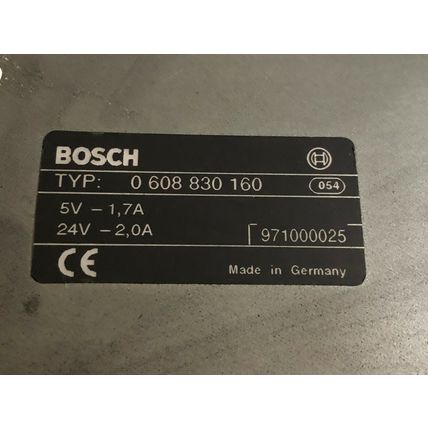 BOSCH
TYP: 0 608 830 160 054
5V - 1,7A
24V - 2,0A 971000025
CE Made in Germany